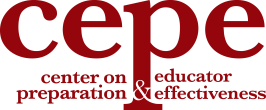 cepe
center on educator
preparation & effectiveness